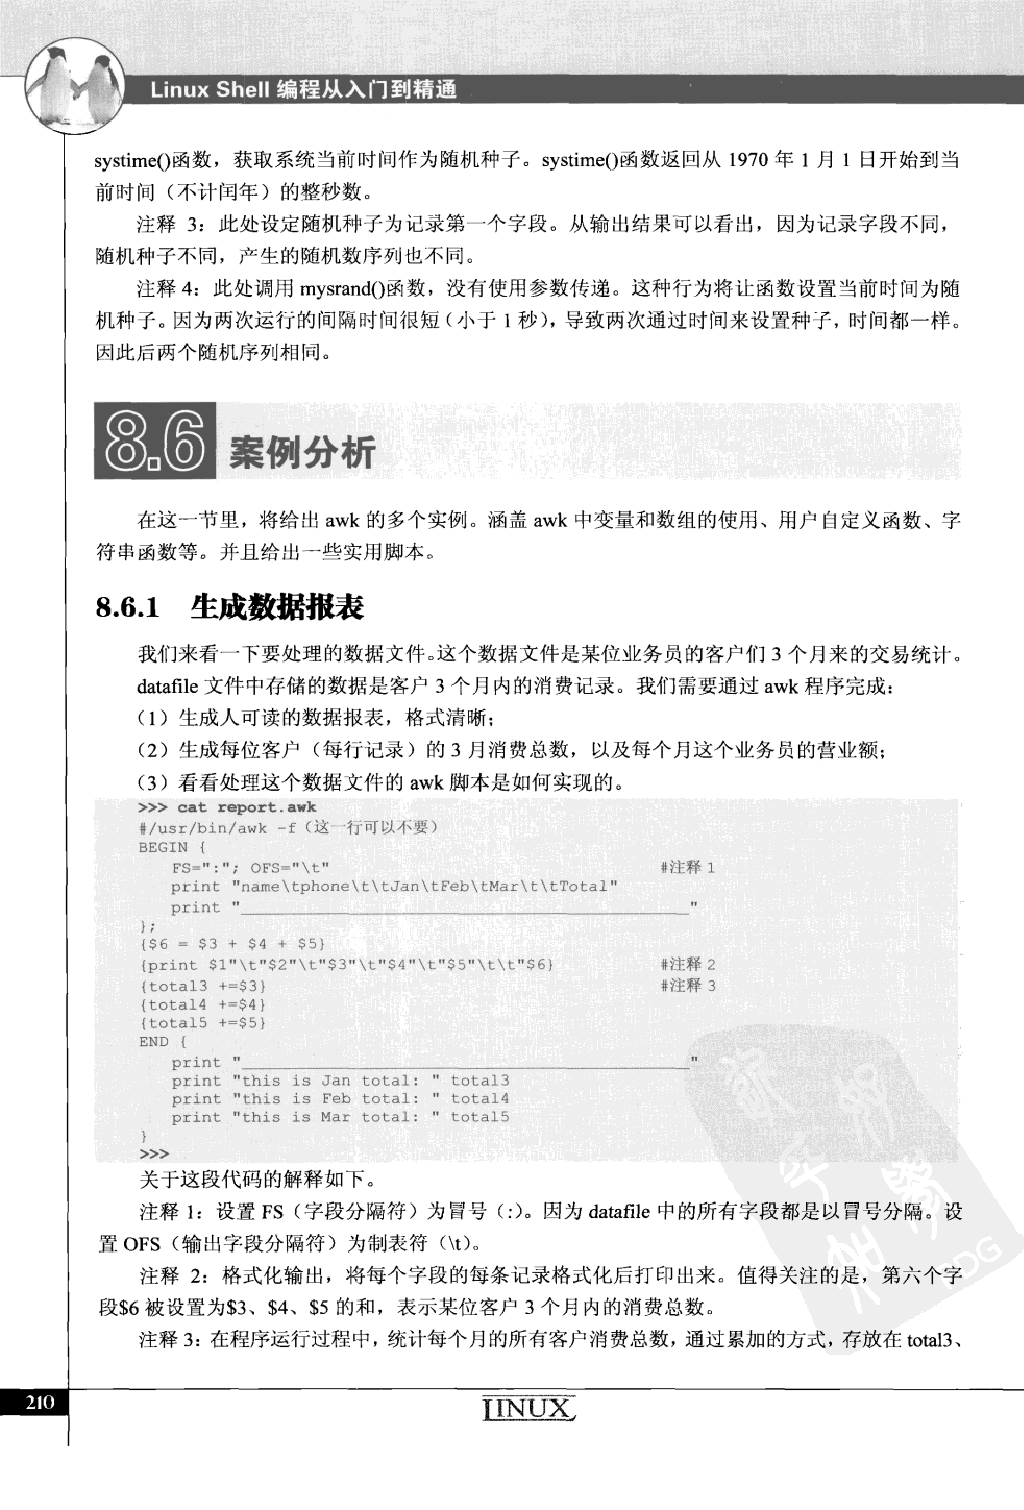 Linux Shell 编程从入门到精通
systime()函数，获取系统当前时间作为随机种子。systime()函数返回从 1970 年 1 月 1 日开始到当
前时间（不计闰年）的整秒数。
注释 3：此处设定随机种子为记录第一个字段。从输出结果可以看出，因为记录字段不同，
随机种子不同，产生的随机数序列也不同。
注释 4：此处调用 mysrand()函数，没有使用参数传递。这种行为将让函数设置当前时间为随
机种子。因为两次运行的间隔时间很短（小于 1 秒），导致两次通过时间来设置种子，时间都一样。
因此后两个随机序列相同。
8.6 案例分析
在这一节里，将给出 awk 的多个实例。涵盖 awk 中变量和数组的使用、用户自定义函数、字
符串函数等。并且给出一些实用脚本。
8.6.1 生成数据报表
我们来看一下要处理的数据文件。这个数据文件是某位业务员的客户们 3 个月来的交易统计。
datafile 文件中存储的数据是客户 3 个月内的消费记录。我们需要通过 awk 程序完成：
（1）生成人可读的数据报表，格式清晰；
（2）生成每位客户（每行记录）的 3 月消费总数，以及每个月这个业务员的营业额；
（3）看看处理这个数据文件的 awk 脚本是如何实现的。
>>> cat report.awk
#/usr/bin/awk -f（这一行可以不要）
BEGIN {
FS=":"; OFS="\t" #注释 1
print "name\tphone\t\tJan\tFeb\tMar\t\tTotal"
print "________________________________________"
};
{$6 = $3 + $4 + $5}
{print $1"\t"$2"\t"$3"\t"$4"\t"$5"\t\t"$6} #注释 2
{total3 +=$3} #注释 3
{total4 +=$4}
{total5 +=$5}
END {
print "________________________________________"
print "this is Jan total: " total3
print "this is Feb total: " total4
print "this is Mar total: " total5
}
>>>
关于这段代码的解释如下。
注释 1：设置 FS（字段分隔符）为冒号（:）。因为 datafile 中的所有字段都是以冒号分隔。设
置 OFS（输出字段分隔符）为制表符（\t）。
注释 2：格式化输出，将每个字段的每条记录格式化后打印出来。值得关注的是，第六个字
段$6 被设置为$3、$4、$5 的和，表示某位客户 3 个月内的消费总数。
注释 3：在程序运行过程中，统计每个月的所有客户消费总数，通过累加的方式，存放在 total3、
210
LINUX